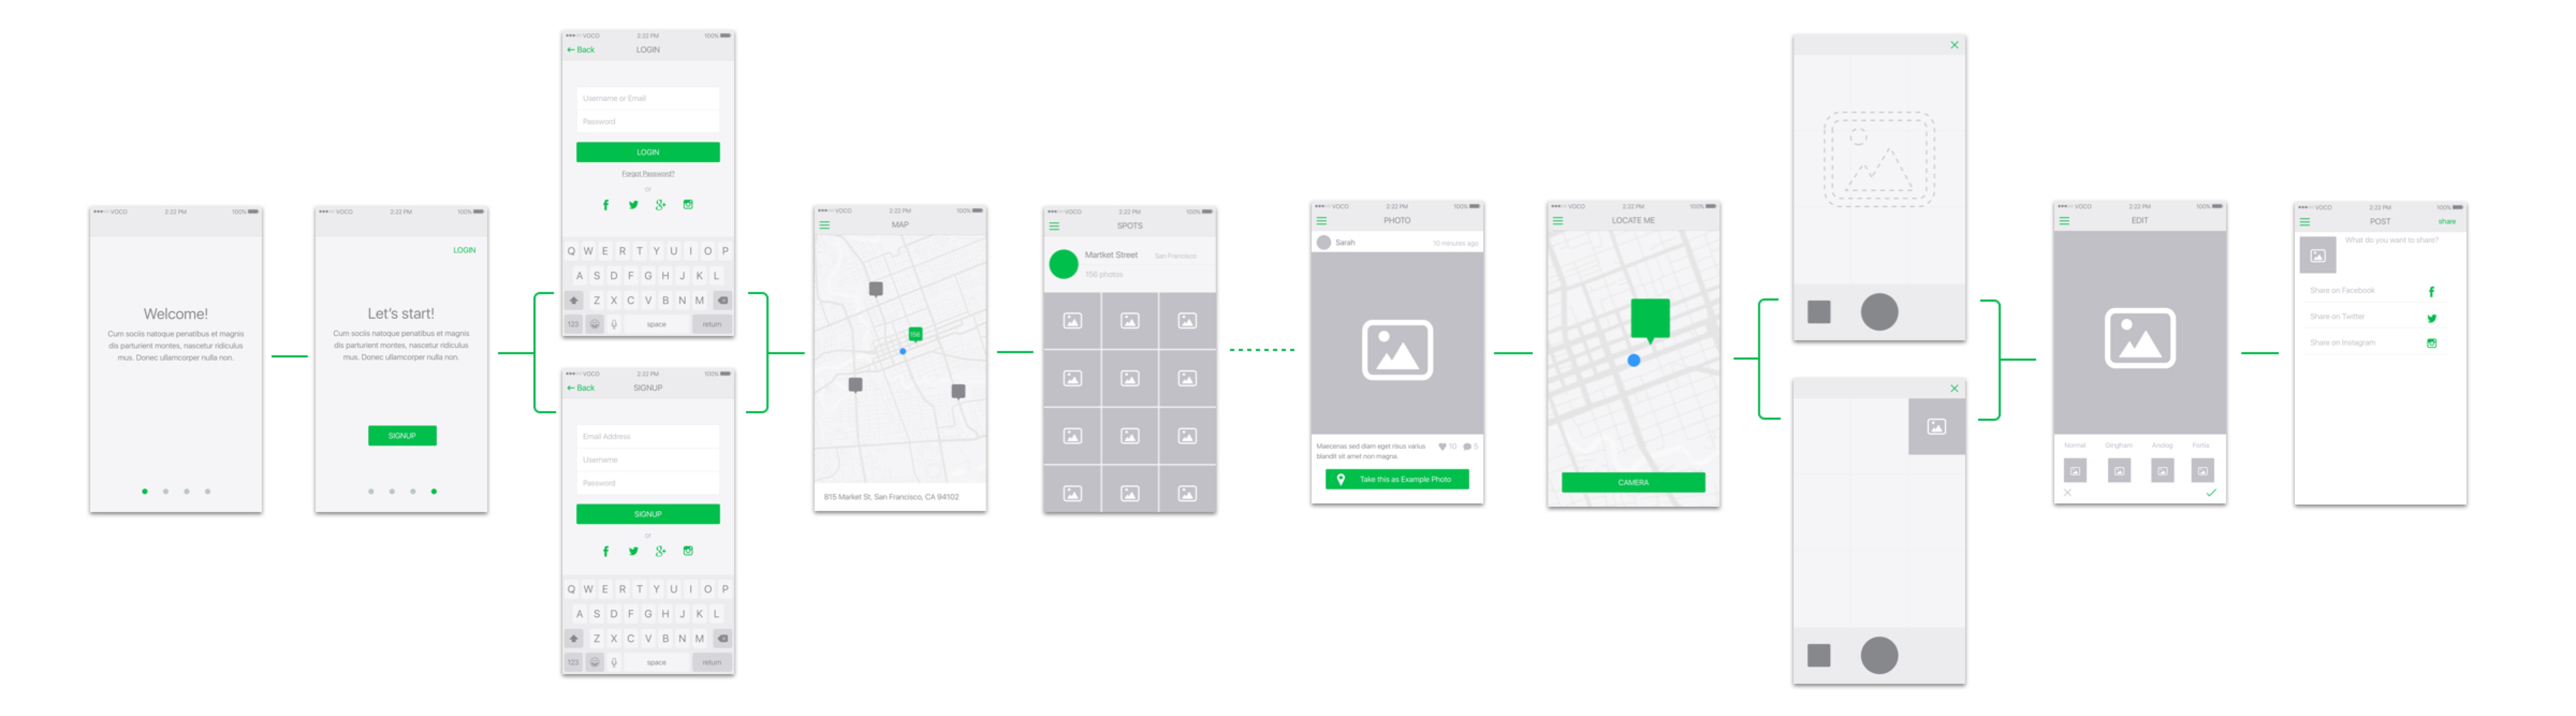 VOCO 2:22 PM 100%
Welcome!
Cum sociis natoque penatibus et magnis
dis parturient montes, nascetur ridiculus
mus. Donec ullamcorper nulla non.
VOCO 2:22 PM 100%
LOGIN
Let's start!
Cum sociis natoque penatibus et magnis
dis parturient montes, nascetur ridiculus
mus. Donec ullamcorper nulla non.
SIGNUP
VOCO 2:22 PM 100%
← Back LOGIN
Username or Email
Password
LOGIN
Forgot Password?
or
Q W E R T Y U I O P
A S D F G H J K L
Z X C V B N M
123 space return
VOCO 2:22 PM 100%
← Back SIGNUP
Email Address
Username
Password
SIGNUP
or
Q W E R T Y U I O P
A S D F G H J K L
Z X C V B N M
123 space return
VOCO 2:22 PM 100%
MAP
156
815 Market St, San Francisco, CA 94102
VOCO 2:22 PM 100%
SPOTS
Martket Street San Francisco
156 photos
VOCO 2:22 PM 100%
PHOTO
Sarah 10 minutes ago
Maecenas sed diam eget risus varius 10 5
blandit sit amet non magna.
Take this as Example Photo
VOCO 2:22 PM 100%
LOCATE ME
CAMERA
VOCO 2:22 PM 100%
EDIT
Normal Gingham Analog Fortia
VOCO 2:22 PM 100%
POST share
What do you want to share?
Share on Facebook
Share on Twitter
Share on Instagram